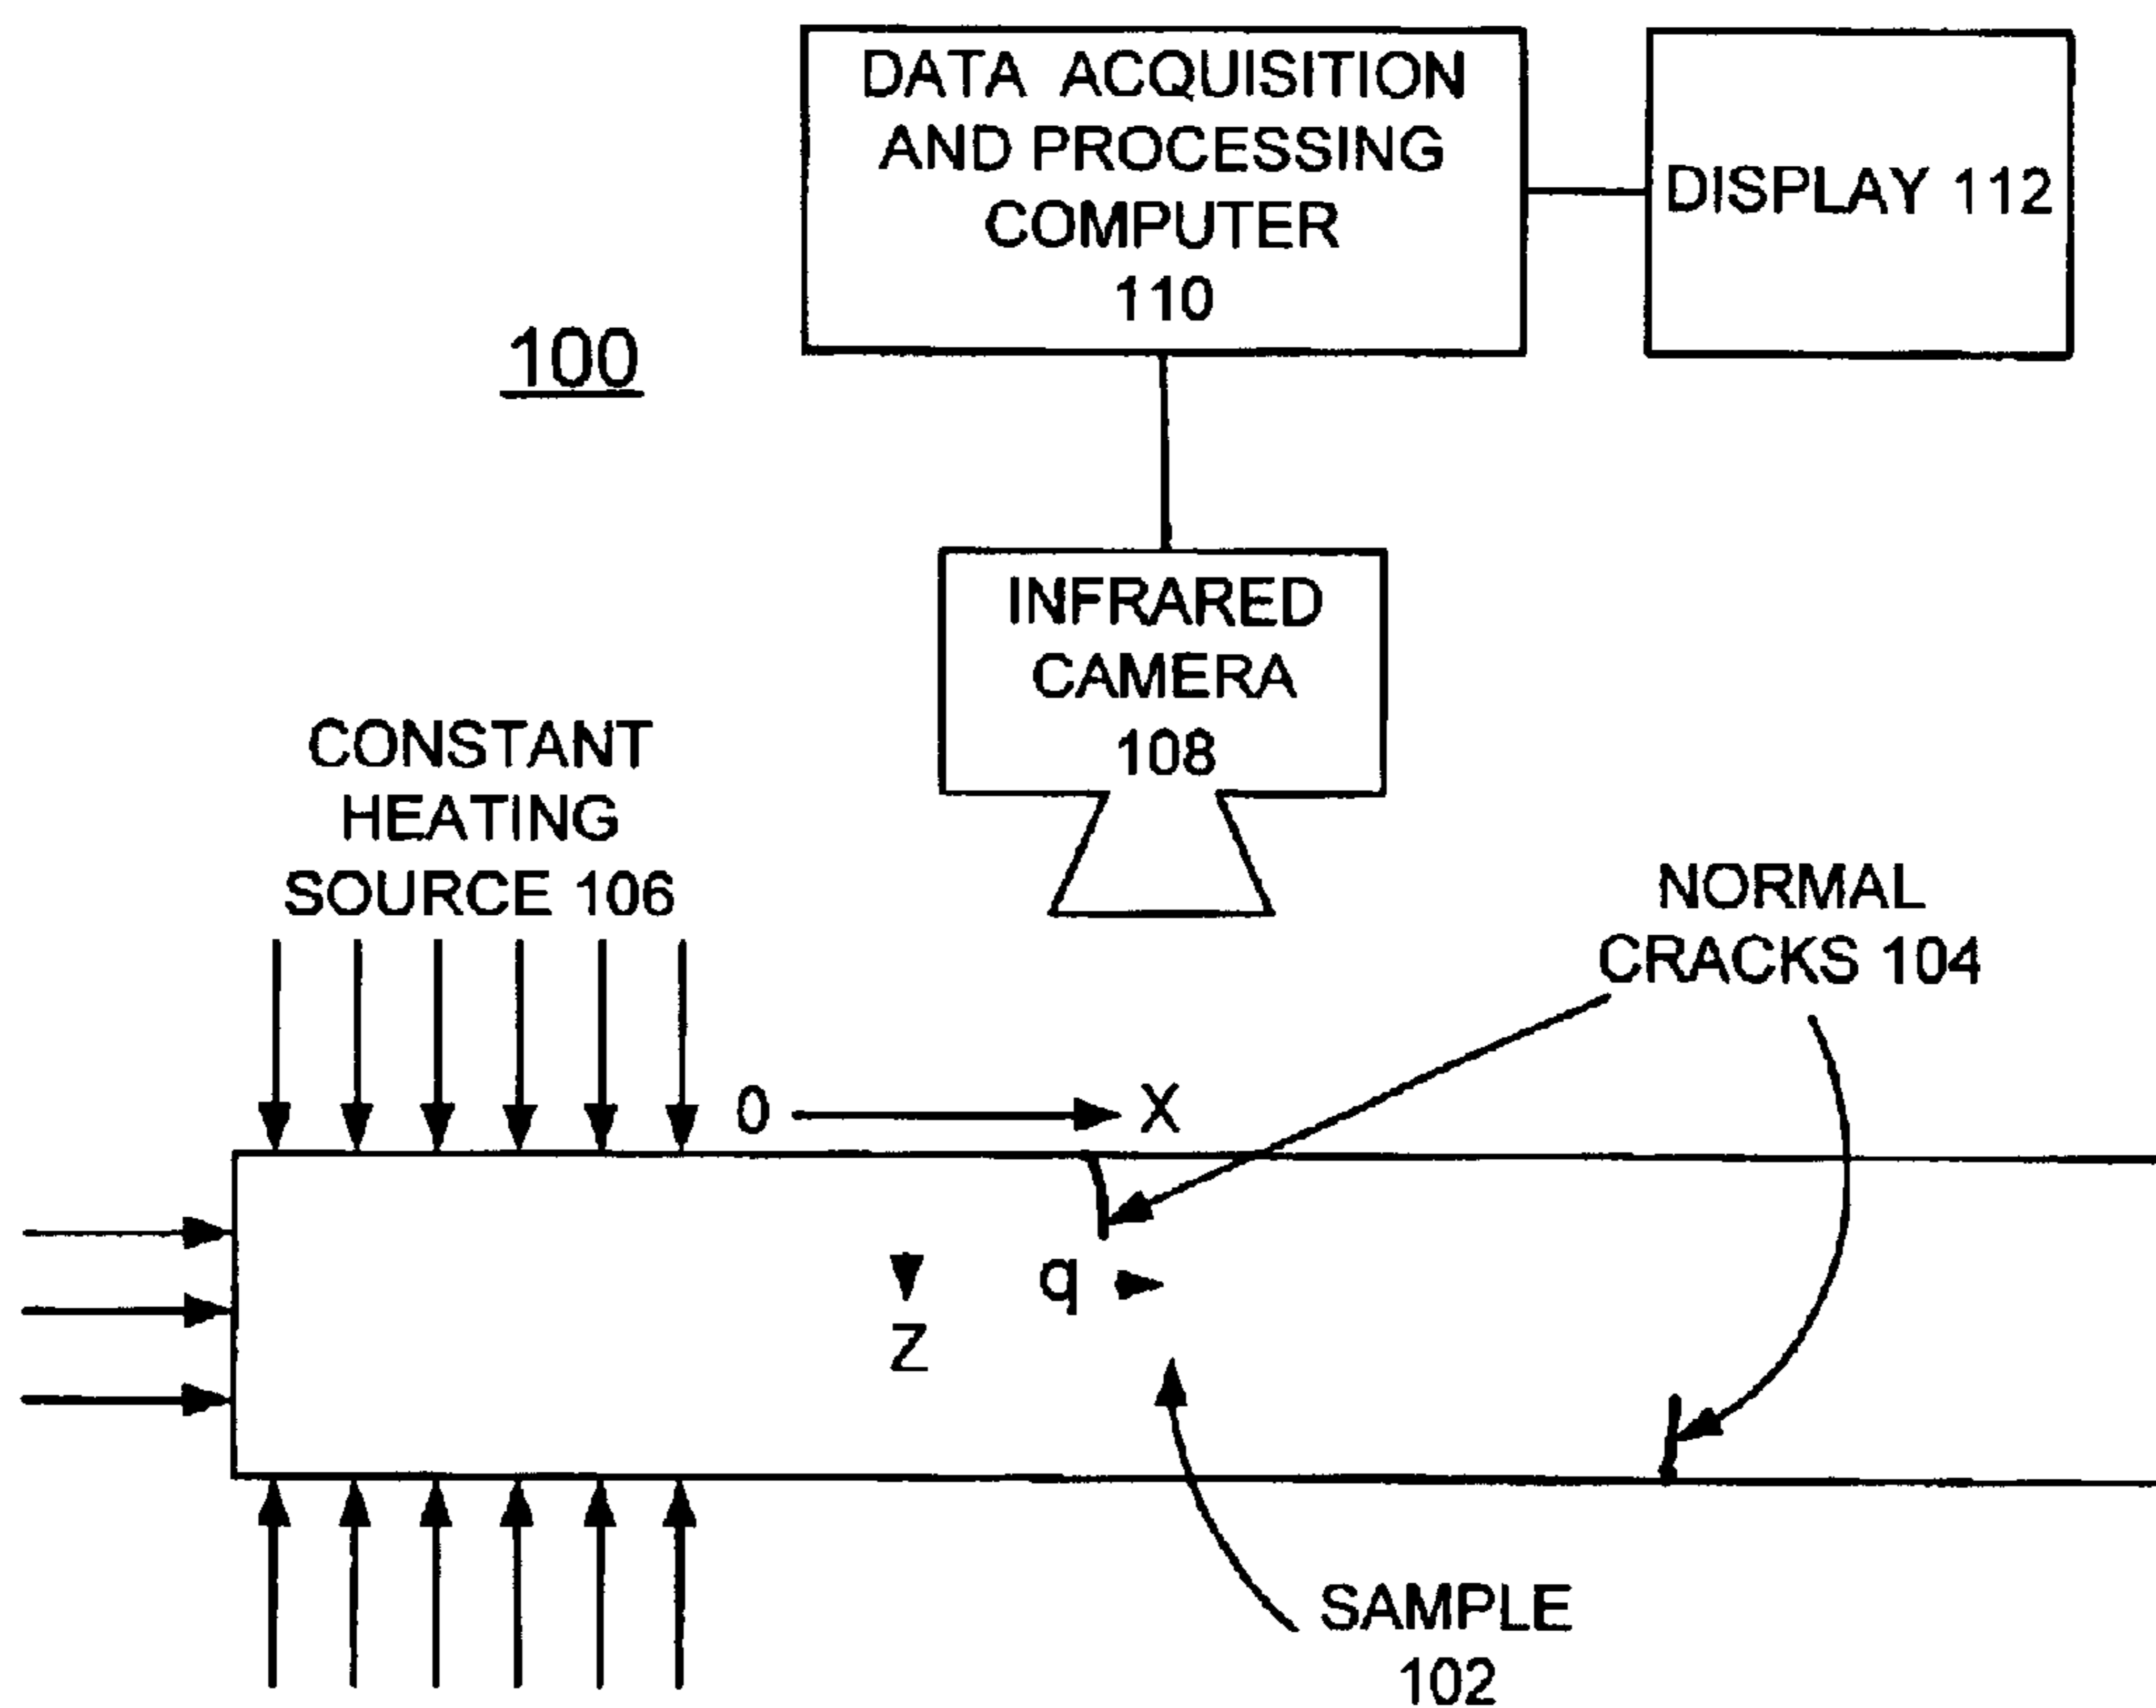 DATA ACQUISITION
AND PROCESSING
COMPUTER
110
DISPLAY 112
100
INFRARED
CAMERA
108
CONSTANT
HEATING
SOURCE 106
NORMAL
CRACKS 104
0
X
q
Z
SAMPLE
102